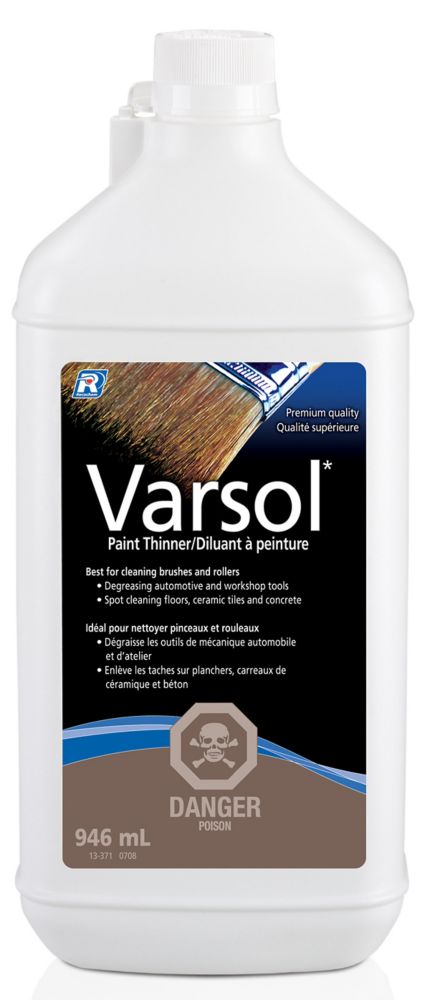 R
Recochem
Premium quality
Qualité supérieure
Varsol*
Paint Thinner/Diluant à peinture
Best for cleaning brushes and rollers
• Degreasing automotive and workshop tools
• Spot cleaning floors, ceramic tiles and concrete
Idéal pour nettoyer pinceaux et rouleaux
• Dégraisse les outils de mécanique automobile
et d'atelier
• Enlève les taches sur planchers, carreaux de
céramique et béton
DANGER
POISON
946 mL
13-371 0708